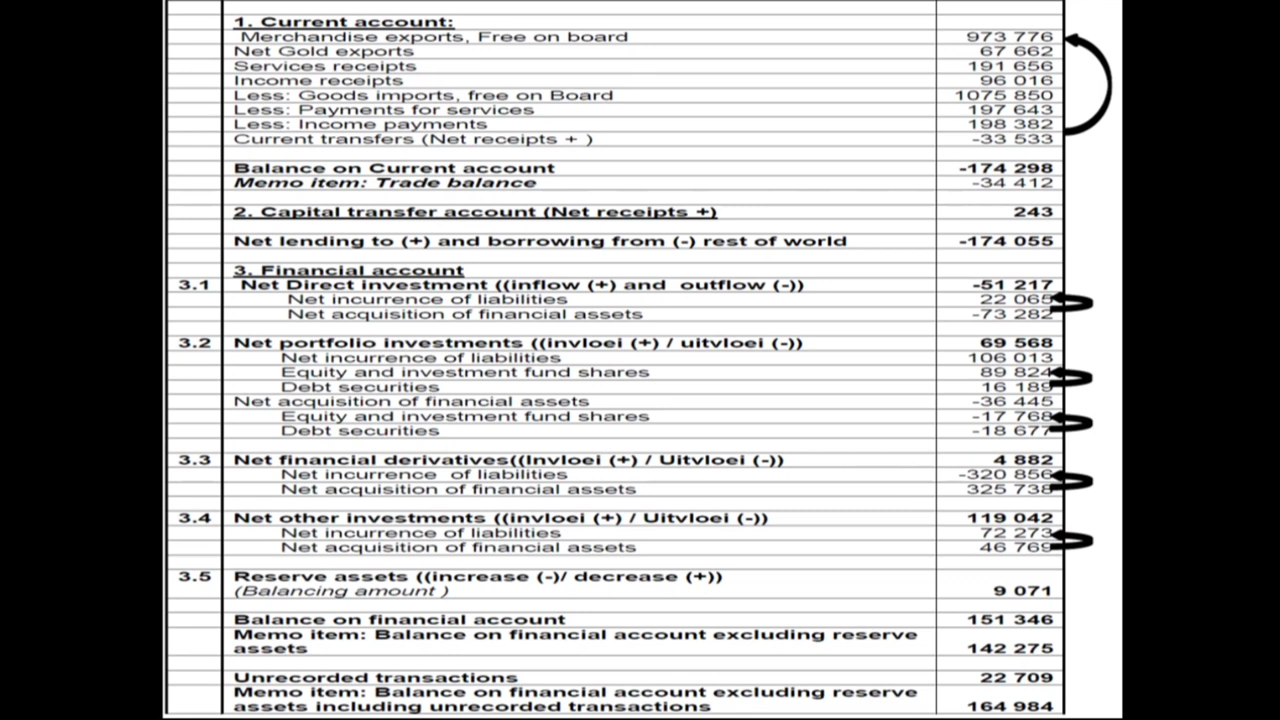 1. Current account:
Merchandise exports, Free on board 973 776
Net Gold exports 67 662
Services receipts 191 656
Income receipts 96 016
Less: Goods imports, free on Board 1075 850
Less: Payments for services 197 643
Less: Income payments 198 382
Current transfers (Net receipts + ) -33 533
Balance on Current account -174 298
Memo item: Trade balance -34 412
2. Capital transfer account (Net receipts +) 243
Net lending to (+) and borrowing from (-) rest of world -174 055
3. Financial account
3.1 Net Direct investment ((inflow (+) and outflow (-)) -51 217
Net incurrence of liabilities 22 065
Net acquisition of financial assets -73 282
3.2 Net portfolio investments ((invloei (+) / uitvloei (-)) 69 568
Net incurrence of liabilities 106 013
Equity and investment fund shares 89 824
Debt securities 16 189
Net acquisition of financial assets -36 445
Equity and investment fund shares -17 768
Debt securities -18 677
3.3 Net financial derivatives((Invloei (+) / Uitvloei (-)) 4 882
Net incurrence of liabilities -320 856
Net acquisition of financial assets 325 738
3.4 Net other investments ((invloei (+) / Uitvloei (-)) 119 042
Net incurrence of liabilities 72 273
Net acquisition of financial assets 46 769
3.5 Reserve assets ((increase (-)/ decrease (+))
(Balancing amount ) 9 071
Balance on financial account 151 346
Memo item: Balance on financial account excluding reserve
assets 142 275
Unrecorded transactions 22 709
Memo item: Balance on financial account excluding reserve
assets including unrecorded transactions 164 984